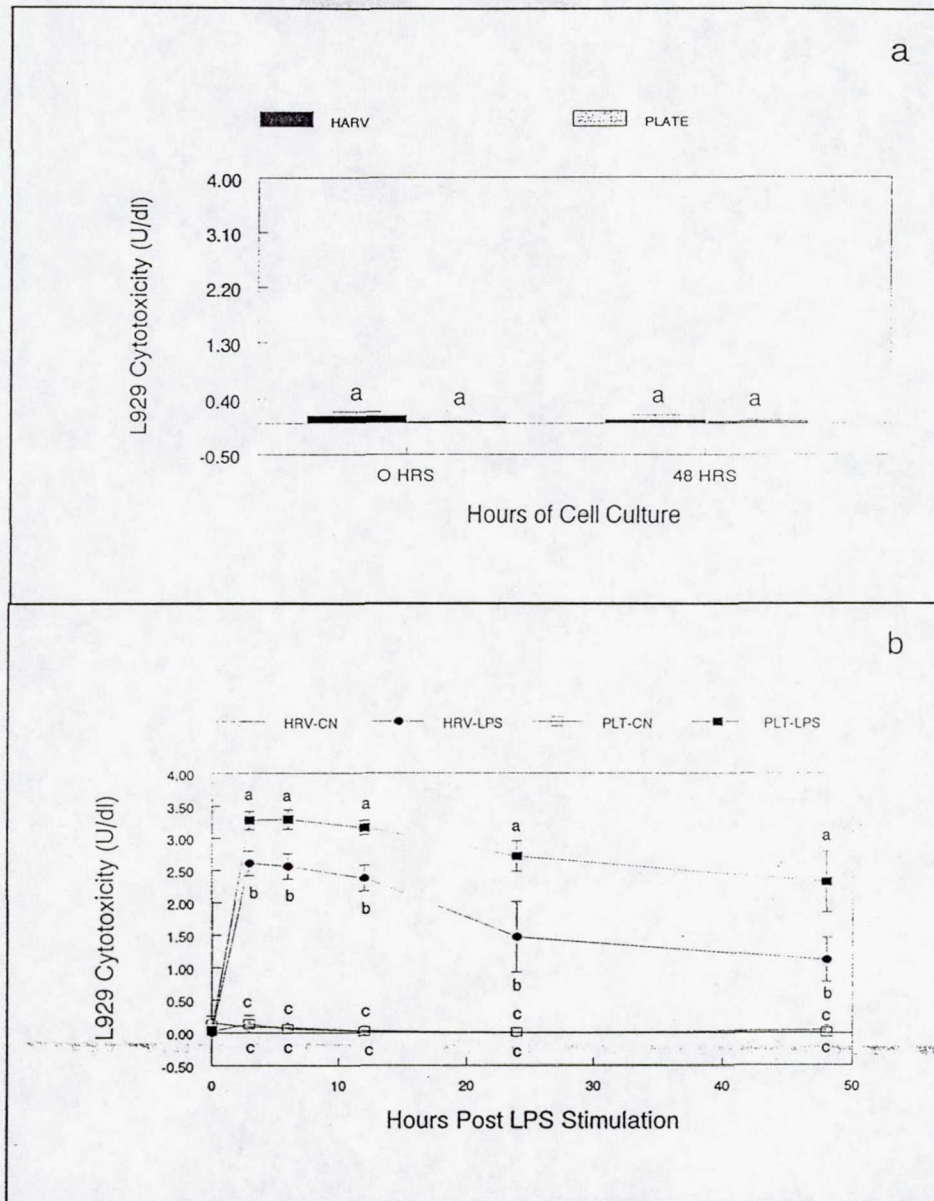 a
HARV PLATE
4.00
3.10
2.20
1.30
0.40
-0.50
L929 Cytotoxicity (U/dl)
a a a a
O HRS 48 HRS
Hours of Cell Culture
b
HRV-CN HRV-LPS PLT-CN PLT-LPS
4.00
3.50
3.00
2.50
2.00
1.50
1.00
0.50
0.00
-0.50
L929 Cytotoxicity (U/dl)
a a a a a
b b b b b
c c c c c
c c c c c
0 10 20 30 40 50
Hours Post LPS Stimulation